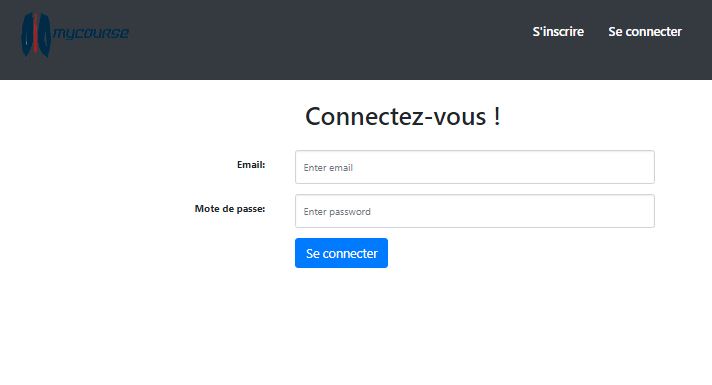 mycourse
S'inscrire Se connecter
Connectez-vous !
Email: Enter email
Mote de passe: Enter password
Se connecter